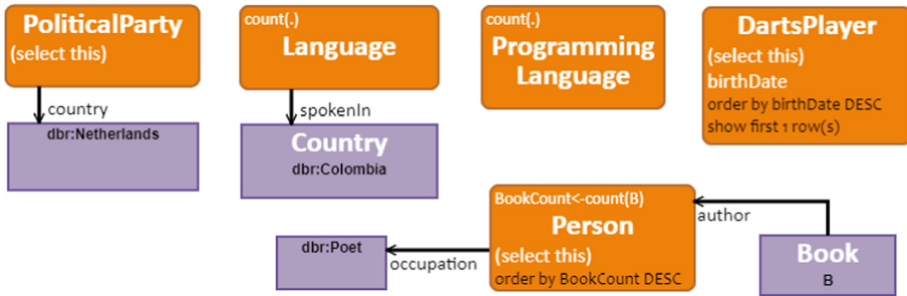 PoliticalParty
(select this)
country
dbr:Netherlands
count(.)
Language
spokenIn
Country
dbr:Colombia
count(.)
Programming
Language
DartsPlayer
(select this)
birthDate
order by birthDate DESC
show first 1 row(s)
BookCount<-count(B)
Person
(select this)
order by BookCount DESC
occupation
dbr:Poet
author
Book
B